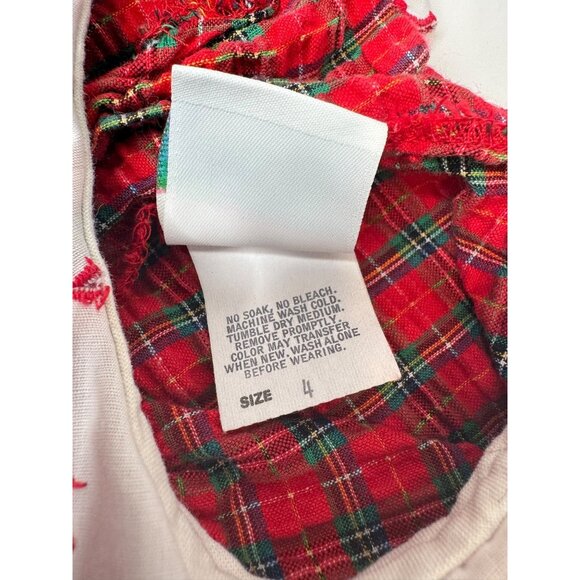 NO SOAK, NO BLEACH.
MACHINE WASH COLD.
TUMBLE DRY MEDIUM.
REMOVE PROMPTLY.
COLOR MAY TRANSFER
WHEN NEW. WASH ALONE
BEFORE WEARING.
SIZE 4